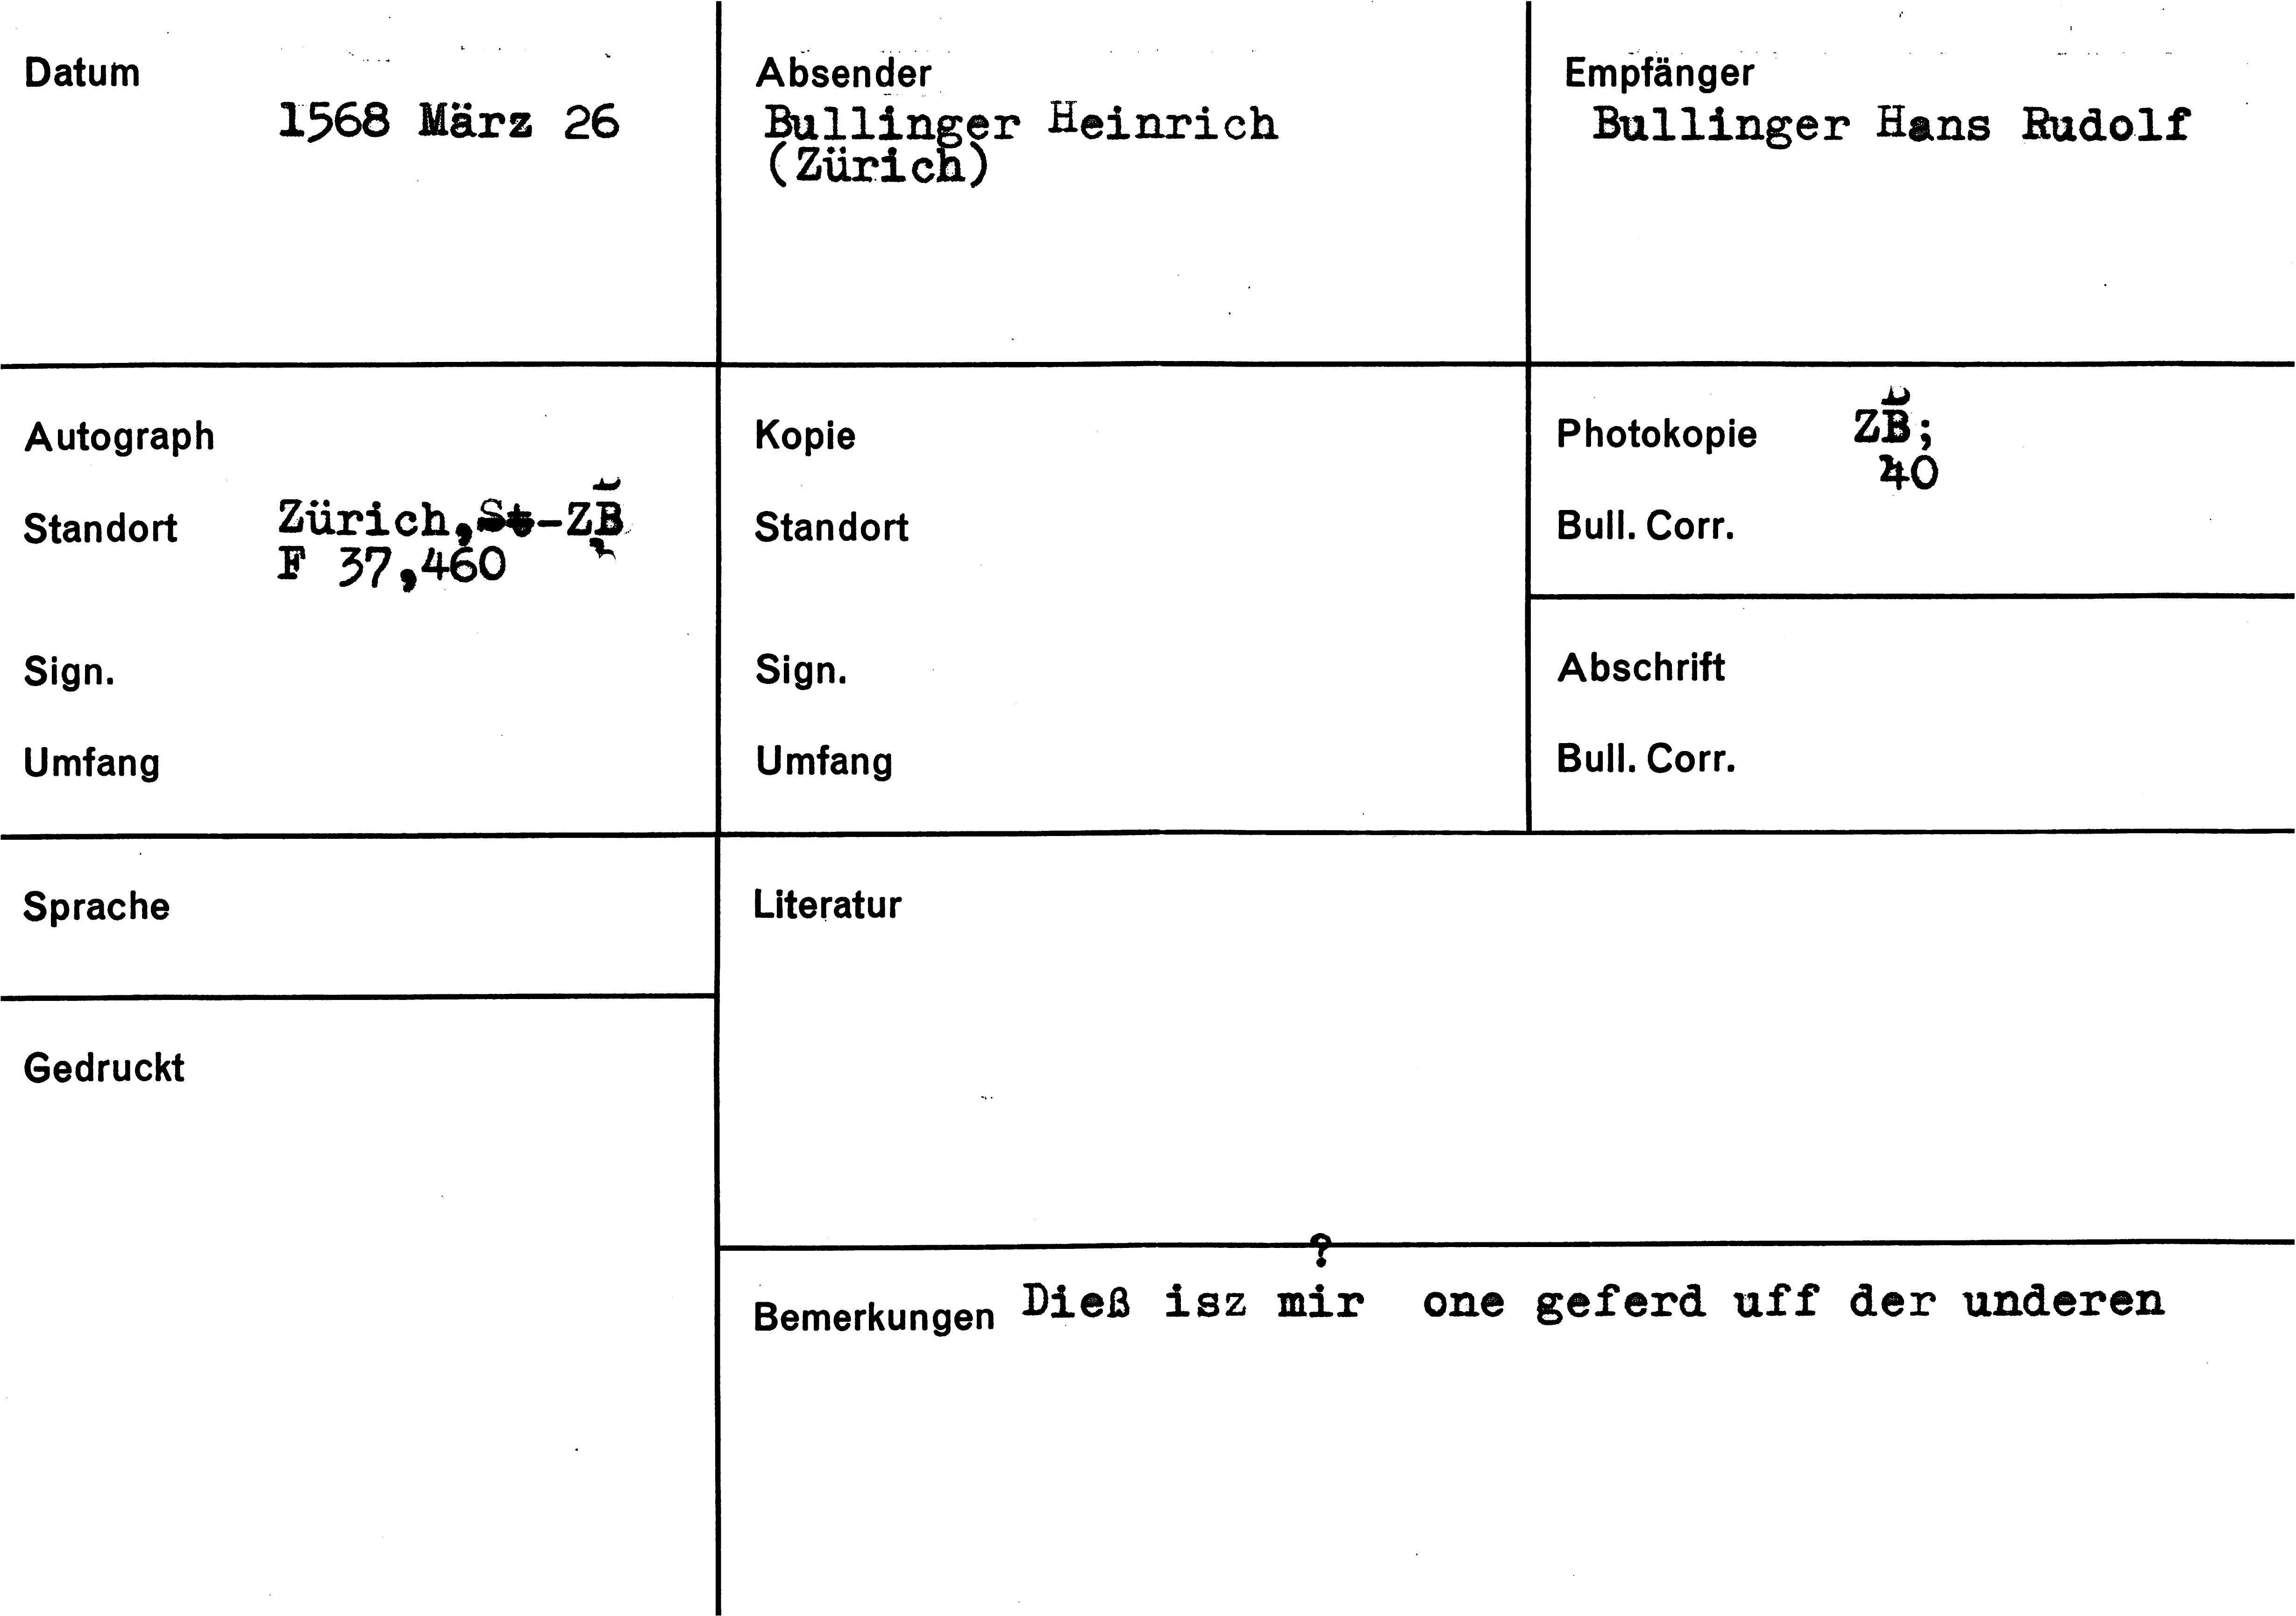 Datum
1568 März 26
Absender
Bullinger Heinrich
(Zürich)
Empfänger
Bullinger Hans Rudolf
Autograph
Standort Zürich, St-ZB
F 37,460
Sign.
Umfang
Kopie
Standort
Sign.
Umfang
Photokopie ZB;
40
Bull. Corr.
Abschrift
Bull. Corr.
Sprache
Gedruckt
Literatur
?
Bemerkungen Dieß isz mir one geferd uff der underen